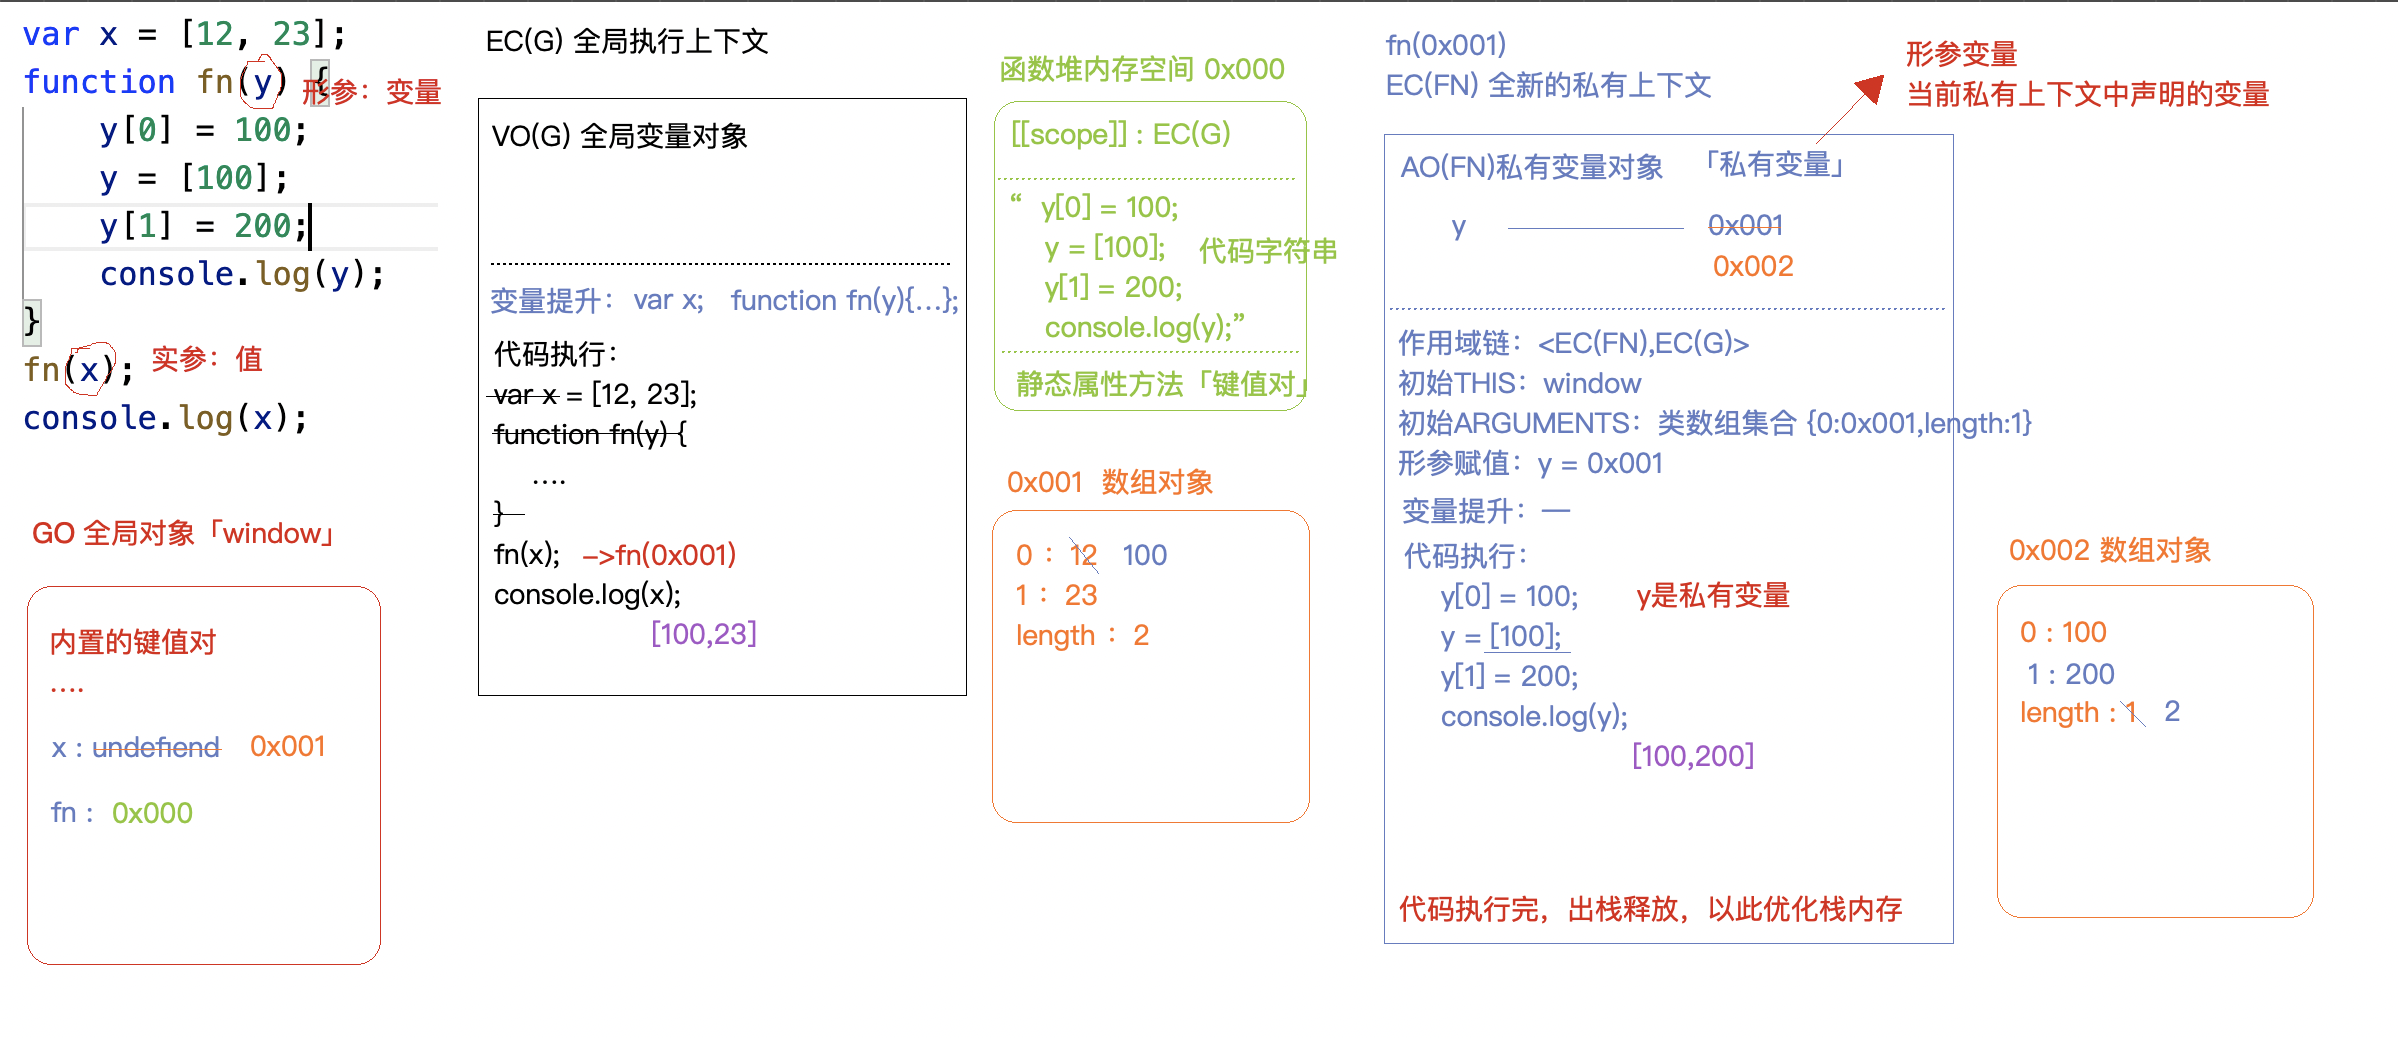 var x = [12, 23];
function fn(y) {
形参：变量
y[0] = 100;
y = [100];
y[1] = 200;
console.log(y);
}
fn(x);
实参：值
console.log(x);
GO 全局对象「window」
内置的键值对
....
x : undefiend 0x001
fn : 0x000
EC(G) 全局执行上下文
VO(G) 全局变量对象
变量提升： var x; function fn(y){...};
代码执行：
var x = [12, 23];
function fn(y) {
....
}
fn(x); ->fn(0x001)
console.log(x);
[100,23]
函数堆内存空间 0x000
[[scope]] : EC(G)
“ y[0] = 100;
y = [100]; 代码字符串
y[1] = 200;
console.log(y);”
静态属性方法「键值对」
0x001 数组对象
0 : 12 100
1 : 23
length : 2
fn(0x001)
EC(FN) 全新的私有上下文
形参变量
当前私有上下文中声明的变量
AO(FN)私有变量对象 「私有变量」
y 0x001
0x002
作用域链：<EC(FN),EC(G)>
初始THIS：window
初始ARGUMENTS：类数组集合 {0:0x001,length:1}
形参赋值：y = 0x001
变量提升：—
代码执行：
y[0] = 100; y是私有变量
y = [100];
y[1] = 200;
console.log(y);
[100,200]
代码执行完，出栈释放，以此优化栈内存
0x002 数组对象
0 : 100
1 : 200
length : 1 2